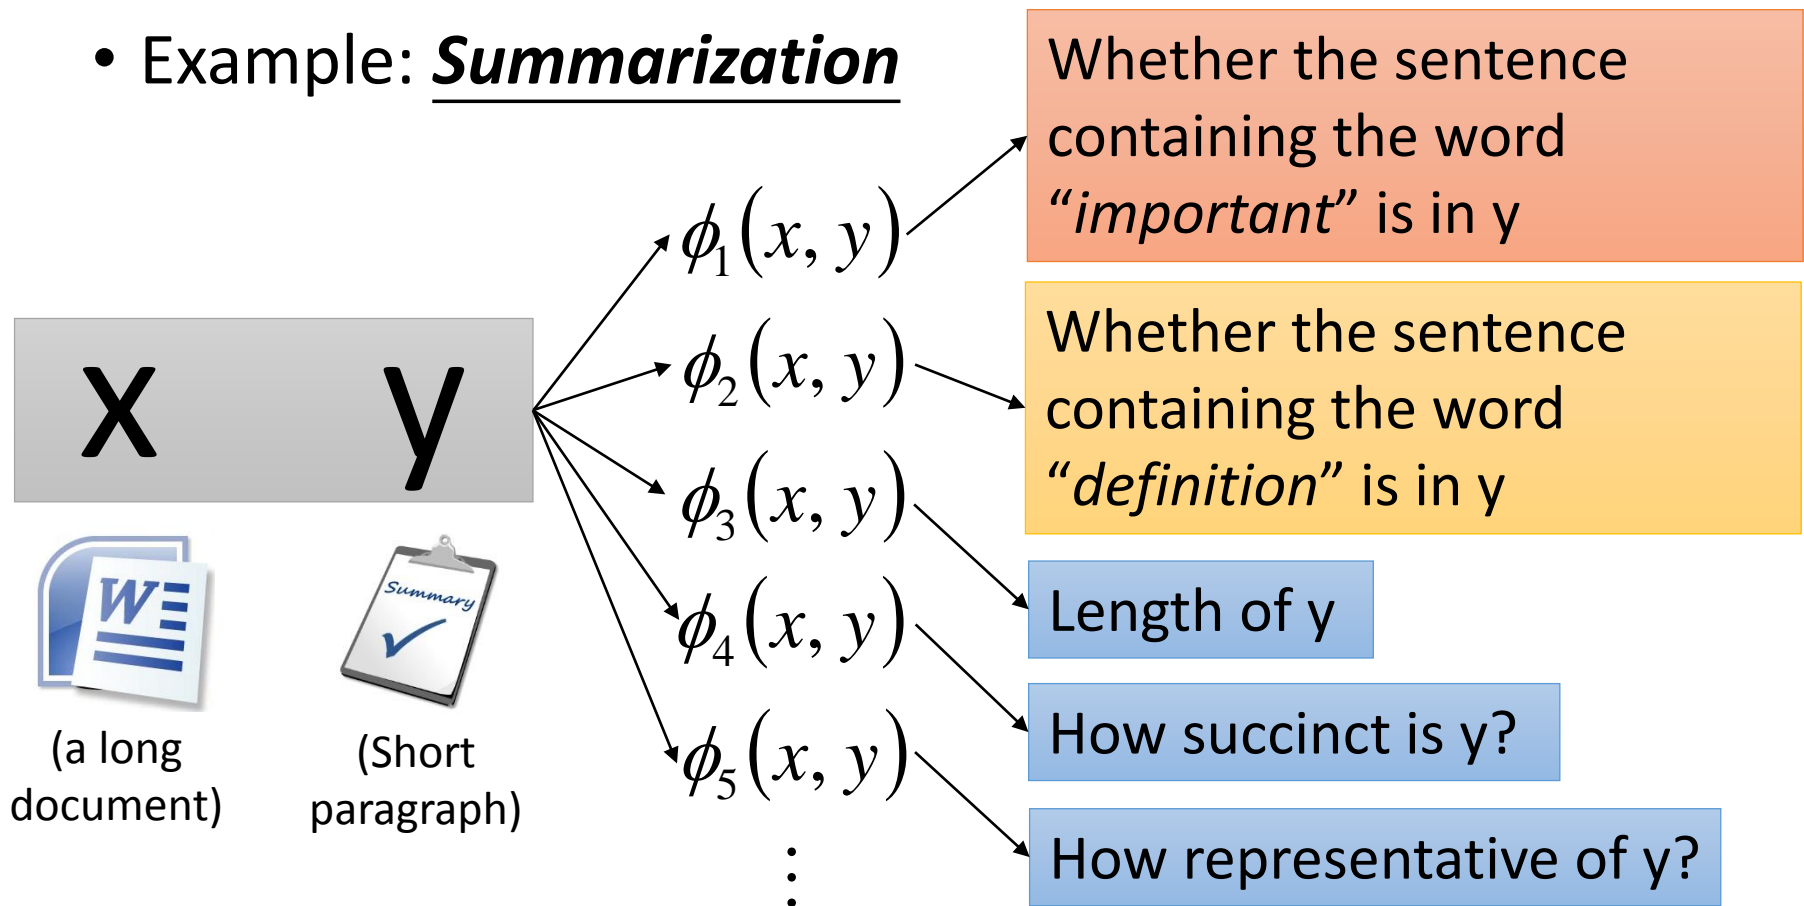 • Example: Summarization
Whether the sentence
containing the word
“important” is in y
ϕ₁(x, y)
Whether the sentence
containing the word
“definition” is in y
ϕ₂(x, y)
x y
ϕ₃(x, y)
Length of y
W
Summary
ϕ₄(x, y)
How succinct is y?
(a long
document)
(Short
paragraph)
ϕ₅(x, y)
How representative of y?
⋮